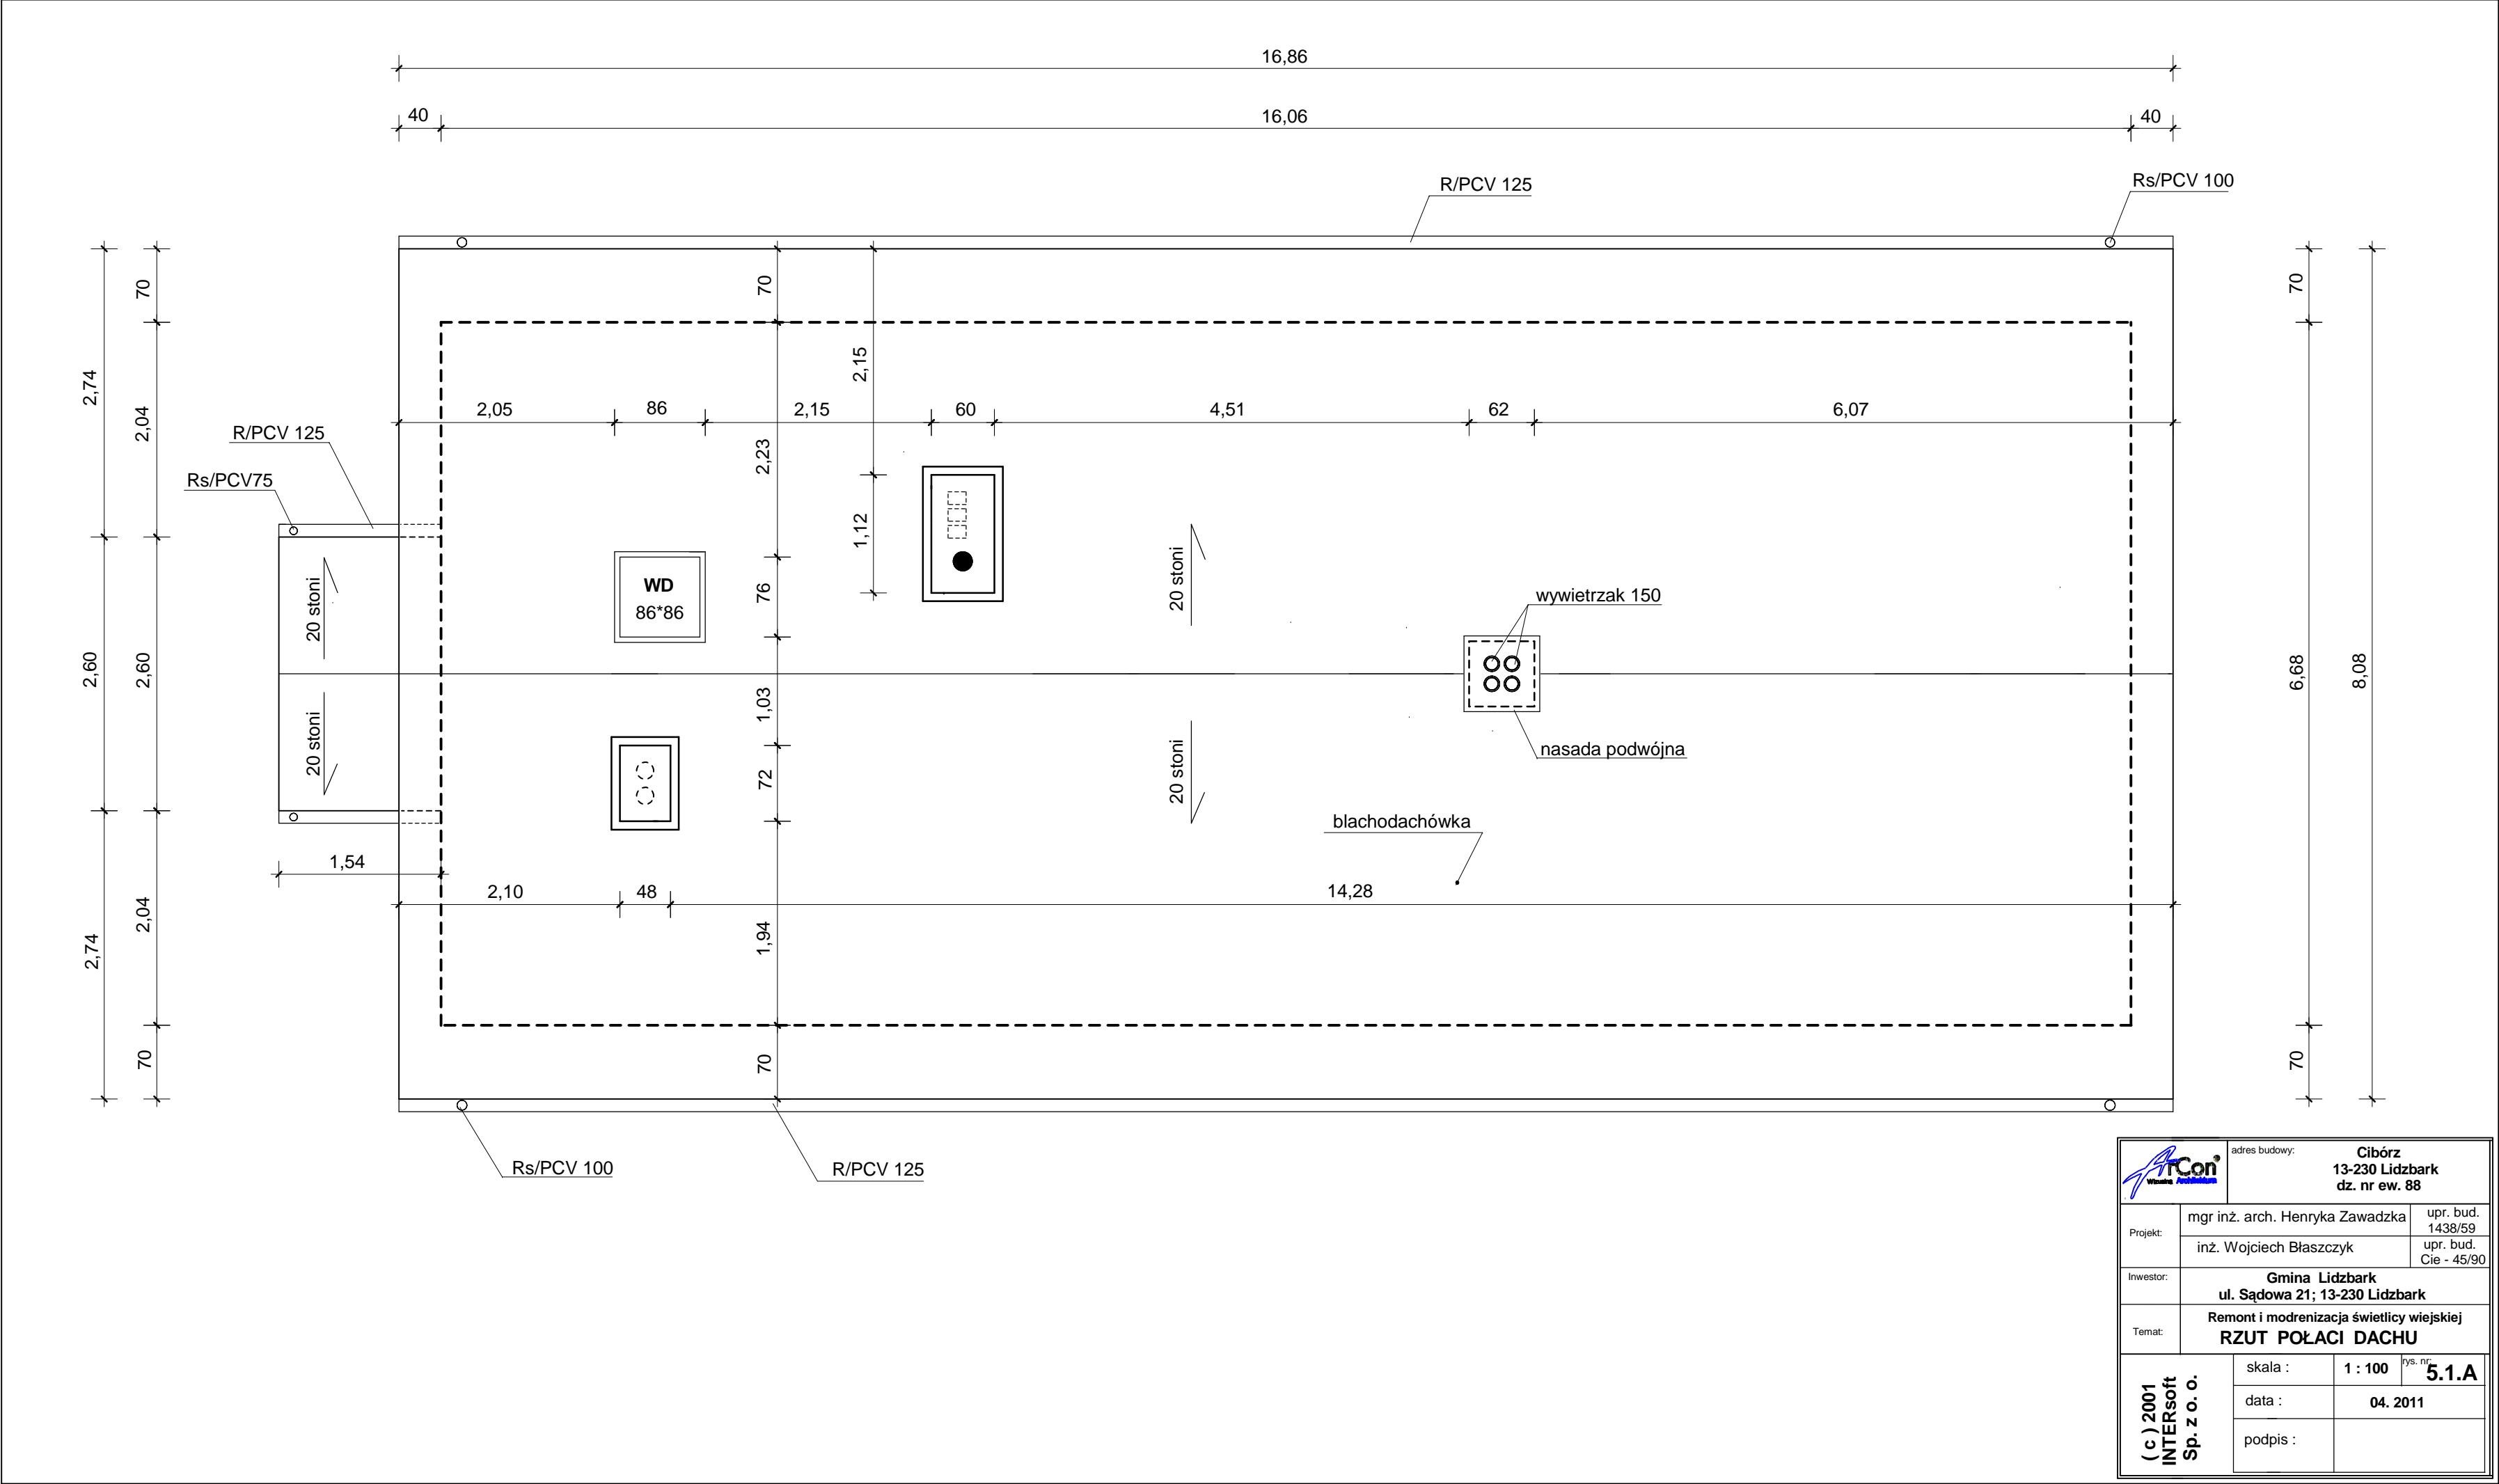 16,86
40
16,06
40
R/PCV 125
Rs/PCV 100
70
70
70
2,74
2,04
2,15
2,05
86
2,15
60
4,51
62
6,07
R/PCV 125
2,23
Rs/PCV75
1,12
20 stoni
WD
86*86
76
20 stoni
wywietrzak 150
2,60
2,60
6,68
8,08
1,03
20 stoni
72
20 stoni
nasada podwójna
blachodachówka
1,54
2,10
48
14,28
2,74
2,04
1,94
70
70
70
Rs/PCV 100
R/PCV 125
ArCon
Wizualna Architektura
adres budowy:
Cibórz
13-230 Lidzbark
dz. nr ew. 88
Projekt:
mgr inż. arch. Henryka Zawadzka
upr. bud.
1438/59
inż. Wojciech Błaszczyk
upr. bud.
Cie - 45/90
Inwestor:
Gmina Lidzbark
ul. Sądowa 21; 13-230 Lidzbark
Temat:
Remont i modrenizacja świetlicy wiejskiej
RZUT POŁACI DACHU
( c ) 2001
INTERsoft
Sp. z o. o.
skala :
1 : 100
rys. nr:
5.1.A
data :
04. 2011
podpis :